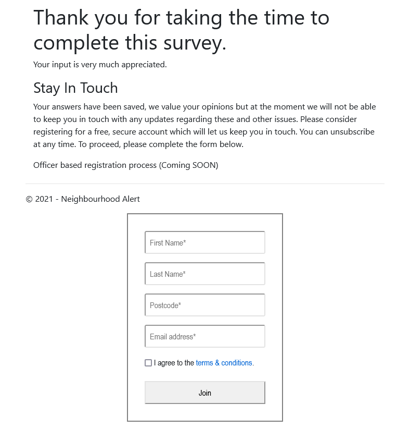 Thank you for taking the time to
complete this survey.
Your input is very much appreciated.
Stay In Touch
Your answers have been saved, we value your opinions but at the moment we will not be able
to keep you in touch with any updates regarding these and other issues. Please consider
registering for a free, secure account which will let us keep you in touch. You can unsubscribe
at any time. To proceed, please complete the form below.
Officer based registration process (Coming SOON)
© 2021 - Neighbourhood Alert
First Name*
Last Name*
Postcode*
Email address*
I agree to the terms & conditions.
Join